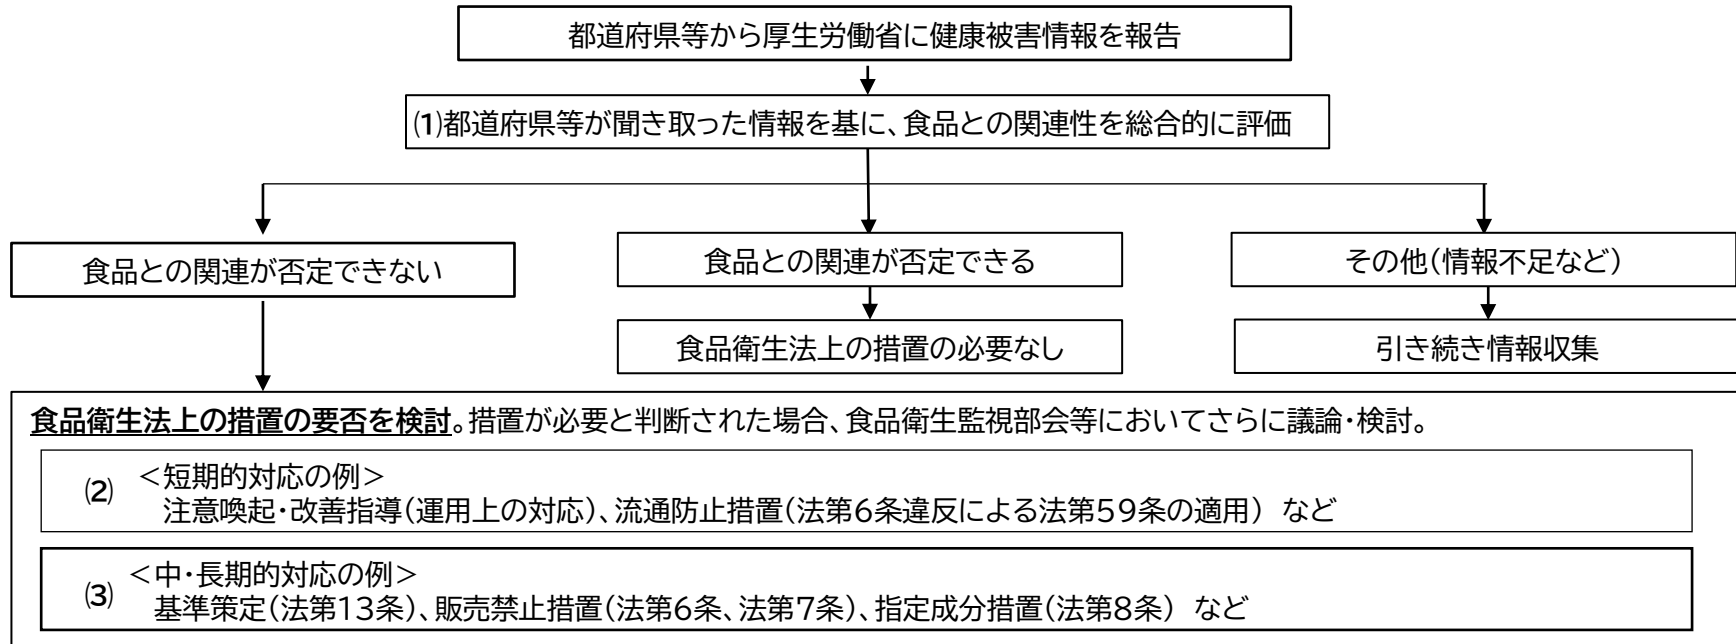 都道府県等から厚生労働省に健康被害情報を報告
⑴都道府県等が聞き取った情報を基に、食品との関連性を総合的に評価
食品との関連が否定できない
食品との関連が否定できる
その他(情報不足など)
食品衛生法上の措置の必要なし
引き続き情報収集
食品衛生法上の措置の要否を検討。措置が必要と判断された場合、食品衛生監視部会等においてさらに議論・検討。
⑵ <短期的対応の例>
注意喚起・改善指導(運用上の対応)、流通防止措置(法第6条違反による法第59条の適用) など
⑶ <中・長期的対応の例>
基準策定(法第13条)、販売禁止措置(法第6条、法第7条)、指定成分措置(法第8条) など